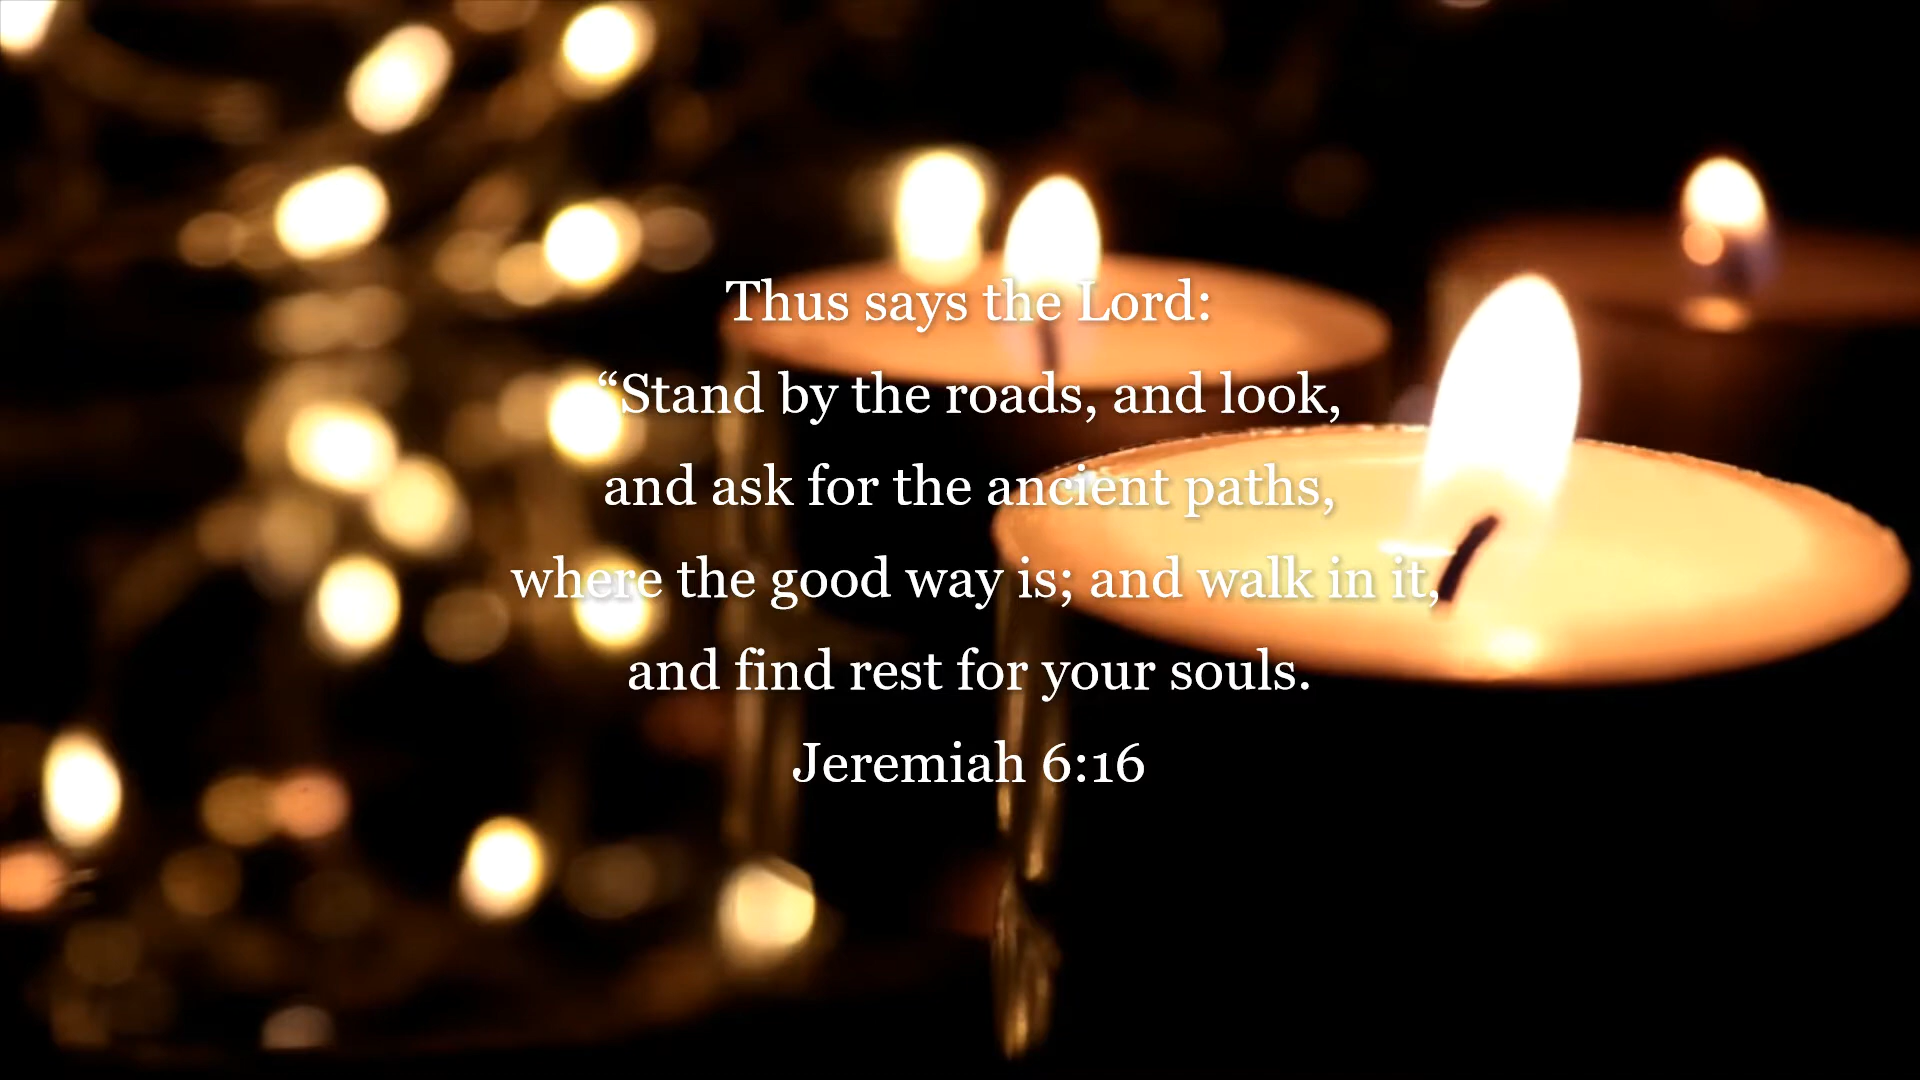 Thus says the Lord:
“Stand by the roads, and look,
and ask for the ancient paths,
where the good way is; and walk in it,
and find rest for your souls.
Jeremiah 6:16